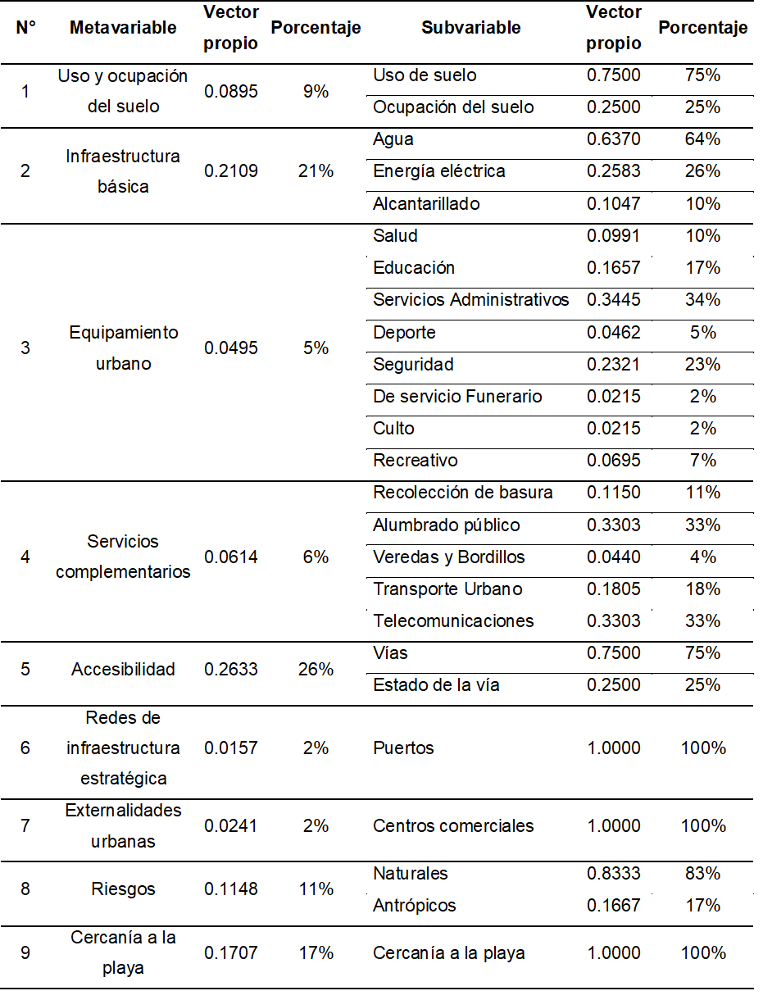 N° Metavariable Vector propio Porcentaje Subvariable Vector propio Porcentaje
1 Uso y ocupación del suelo 0.0895 9% Uso de suelo 0.7500 75%
Ocupación del suelo 0.2500 25%
2 Infraestructura básica 0.2109 21% Agua 0.6370 64%
Energía eléctrica 0.2583 26%
Alcantarillado 0.1047 10%
3 Equipamiento urbano 0.0495 5% Salud 0.0991 10%
Educación 0.1657 17%
Servicios Administrativos 0.3445 34%
Deporte 0.0462 5%
Seguridad 0.2321 23%
De servicio Funerario 0.0215 2%
Culto 0.0215 2%
Recreativo 0.0695 7%
4 Servicios complementarios 0.0614 6% Recolección de basura 0.1150 11%
Alumbrado público 0.3303 33%
Veredas y Bordillos 0.0440 4%
Transporte Urbano 0.1805 18%
Telecomunicaciones 0.3303 33%
5 Accesibilidad 0.2633 26% Vías 0.7500 75%
Estado de la vía 0.2500 25%
6 Redes de infraestructura estratégica 0.0157 2% Puertos 1.0000 100%
7 Externalidades urbanas 0.0241 2% Centros comerciales 1.0000 100%
8 Riesgos 0.1148 11% Naturales 0.8333 83%
Antrópicos 0.1667 17%
9 Cercanía a la playa 0.1707 17% Cercanía a la playa 1.0000 100%